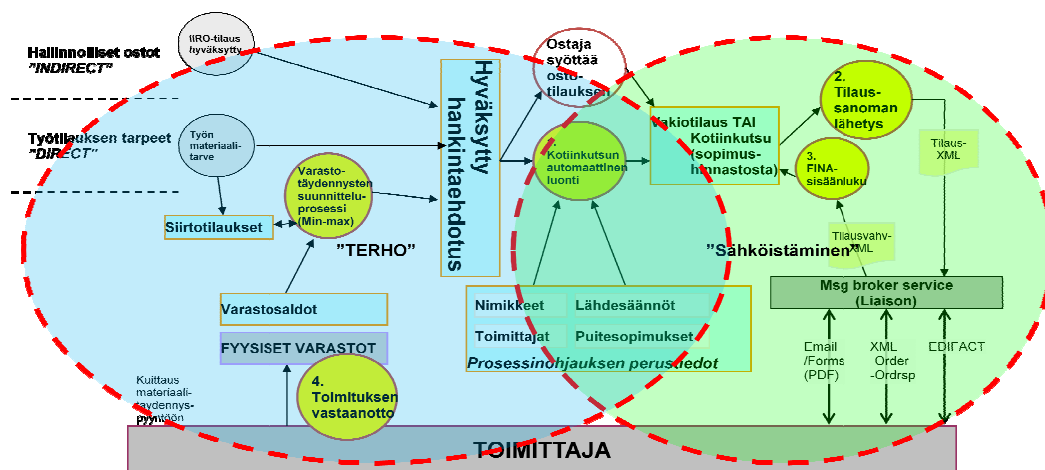 Hallinnolliset ostot
"INDIRECT"
IIRO-tilaus
hyväksytty
Työtilauksen tarpeet
"DIRECT"
Työn
materiaali-
tarve
Varasto-
täydennysten
suunnittelu-
prosessi
(Min-max)
Siirtotilaukset
"TERHO"
Hyväksytty
hankintaehdotus
Ostaja
syöttää
osto-
tilauksen
Kotiinkutsun
automaattinen
luonti
Vakiotilaus TAI
Kotiinkutsu
(sopimus-
hinnastosta)
2.
Tilaus-
sanoman
lähetys
3.
FINA-
sisäänluku
Tilaus-
XML
Tilausvahv-
XML
"Sähköistäminen"
Msg broker service
(Liaison)
Varastosaldot
FYYSISET VARASTOT
Nimikkeet
Lähdesäännöt
Toimittajat
Puitesopimukset
Prosessinohjauksen perustiedot
Email
/Forms
(PDF)
XML
-Order
-Ordrsp
EDIFACT
Kuittaus
materiaali-
täydennys-
pyyntöön
4.
Toimituksen
vastaanotto
TOIMITTAJA